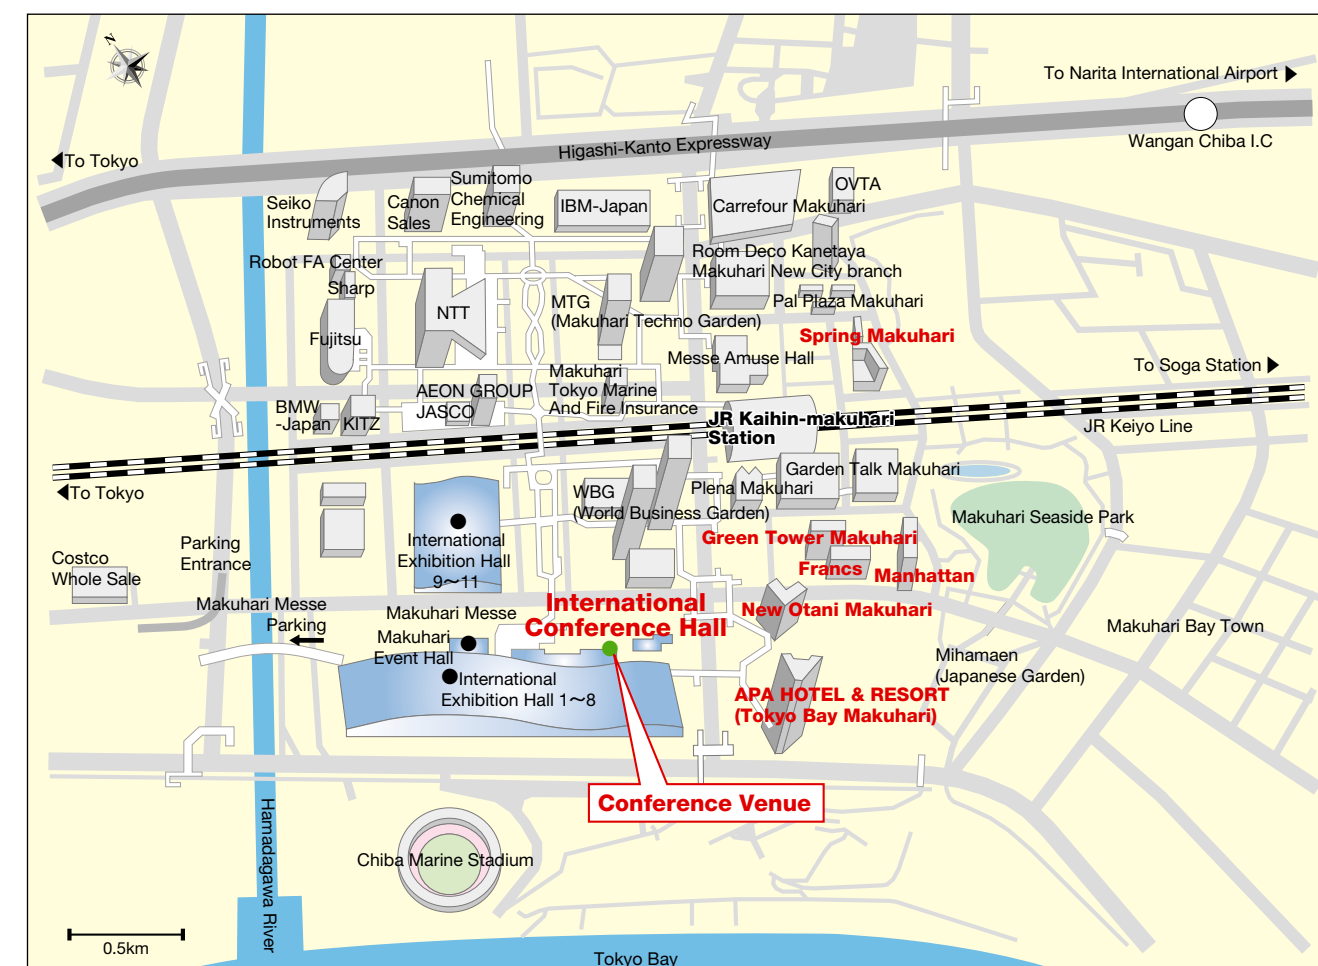 N
To Narita International Airport
Wangan Chiba I.C
To Tokyo
Higashi-Kanto Expressway
Seiko
Instruments
Canon
Sales
Sumitomo
Chemical
Engineering
IBM-Japan
Carrefour Makuhari
OVTA
Robot FA Center
Sharp
Room Deco Kanetaya
Makuhari New City branch
NTT
MTG
(Makuhari Techno Garden)
Pal Plaza Makuhari
Fujitsu
Spring Makuhari
Messe Amuse Hall
To Soga Station
Makuhari
Tokyo Marine
And Fire Insurance
AEON GROUP
JASCO
BMW
-Japan
KITZ
JR Kaihin-makuhari
Station
JR Keiyo Line
To Tokyo
Garden Talk Makuhari
WBG
(World Business Garden)
Plena Makuhari
Makuhari Seaside Park
International
Exhibition Hall
9～11
Green Tower Makuhari
Francs
Manhattan
Costco
Whole Sale
Parking
Entrance
Makuhari Messe
Parking
Makuhari Messe
International
Conference Hall
New Otani Makuhari
Makuhari
Event Hall
Makuhari Bay Town
Mihamaen
(Japanese Garden)
International
Exhibition Hall 1～8
APA HOTEL & RESORT
(Tokyo Bay Makuhari)
Conference Venue
Hamadagawa River
Chiba Marine Stadium
0.5km
Tokyo Bay